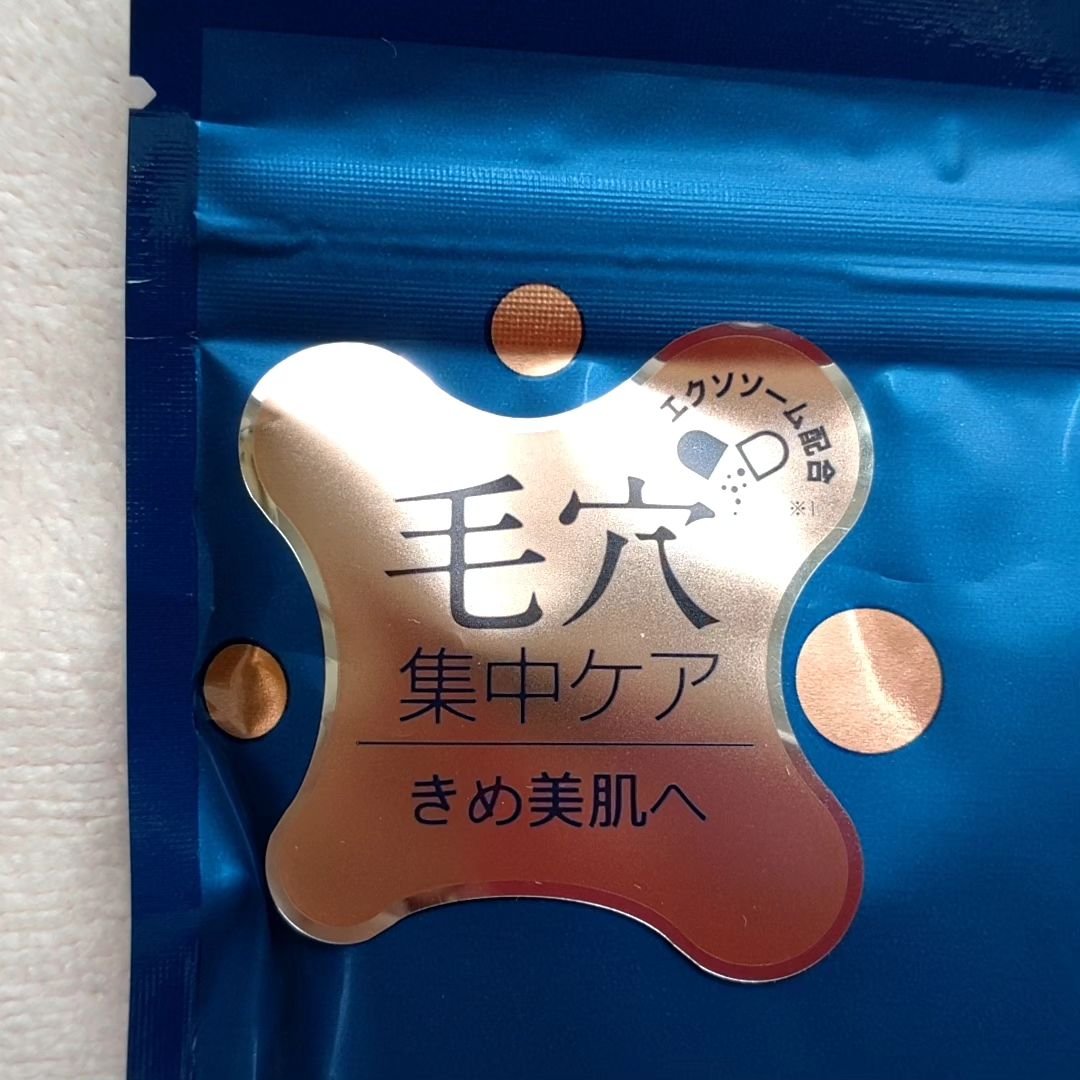 エクソソーム配合
※1
毛穴
集中ケア
きめ美肌へ